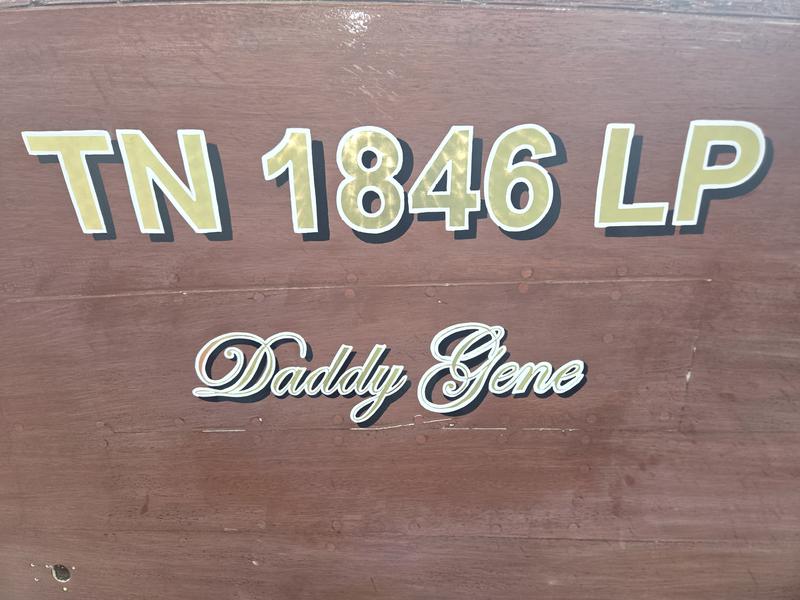 TN 1846 LP
Daddy Gene